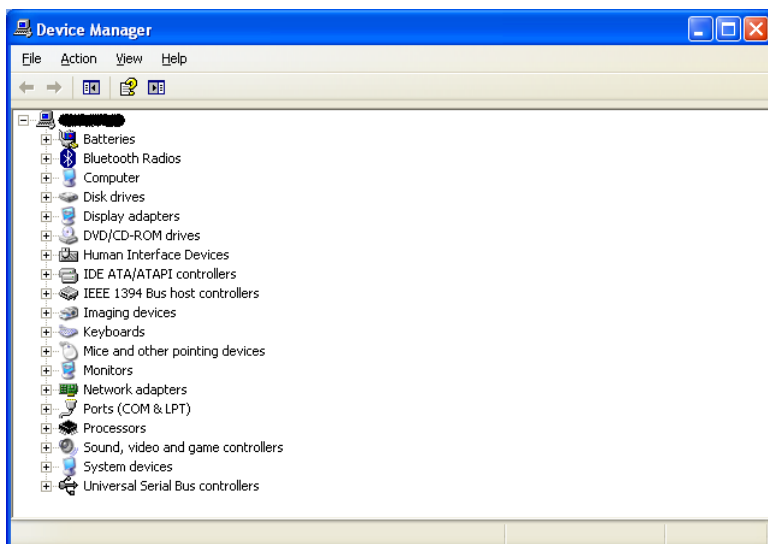 Device Manager
File Action View Help
Batteries
Bluetooth Radios
Computer
Disk drives
Display adapters
DVD/CD-ROM drives
Human Interface Devices
IDE ATA/ATAPI controllers
IEEE 1394 Bus host controllers
Imaging devices
Keyboards
Mice and other pointing devices
Monitors
Network adapters
Ports (COM & LPT)
Processors
Sound, video and game controllers
System devices
Universal Serial Bus controllers